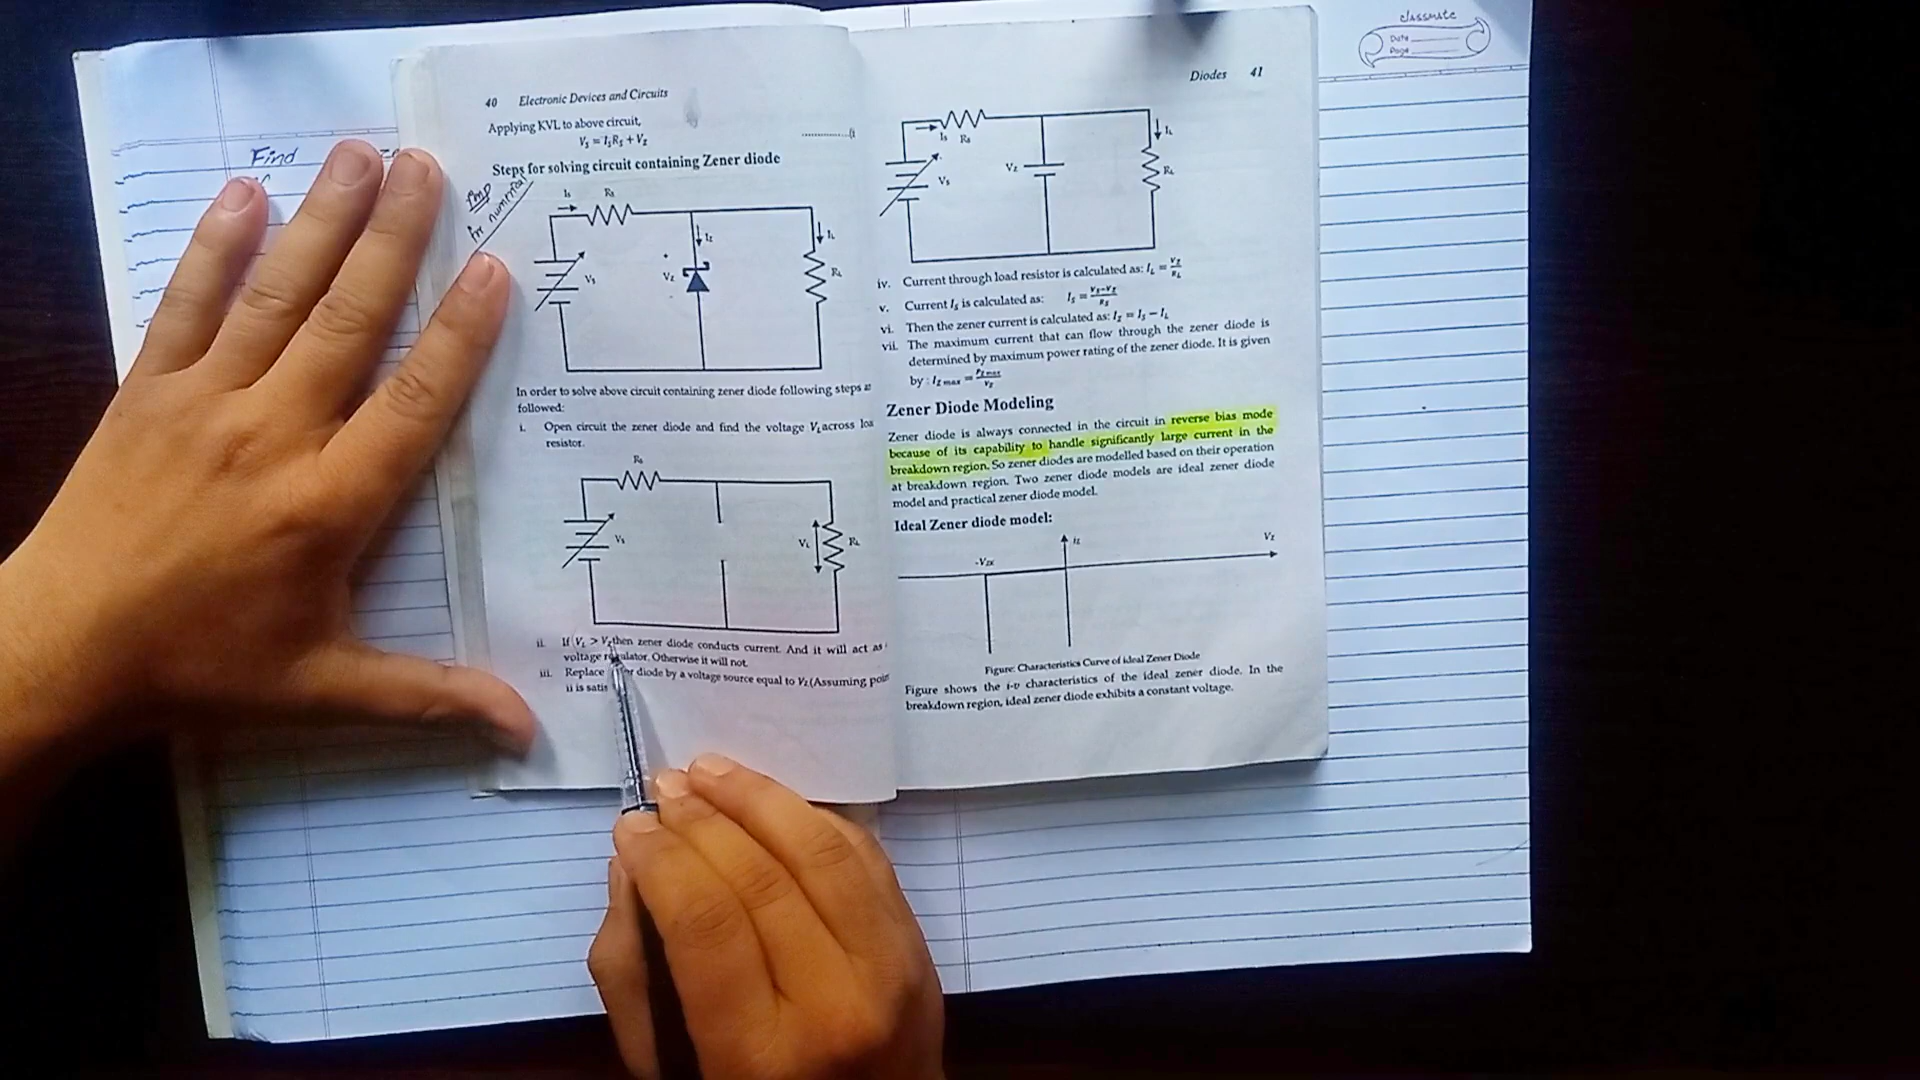 classmate
Date
Page
Find
40 Electronic Devices and Circuits
Applying KVL to above circuit,
Vs = IsRs + Vz
Steps for solving circuit containing Zener diode
Imp
for numerical
Is Rs
Iz
IL
Vs
Vz
RL
In order to solve above circuit containing zener diode following steps
followed:
i. Open circuit the zener diode and find the voltage VL across
resistor.
Rs
Vs
VL
RL
ii. If VL > Vz then zener diode conducts current. And it will act as
voltage Otherwise it will not.
iii. Replace diode by a voltage source equal to Vz (Assuming
ii is
Diodes 41
Is Rs
IL
Vs
Vz
RL
iv. Current through load resistor is calculated as: IL = Vz/RL
v. Current Is is calculated as: Is = Vs-Vz/Rs
vi. Then the zener current is calculated as: Iz = Is − IL
vii. The maximum current that can flow through the zener diode is
determined by maximum power rating of the zener diode. It is given
by : Iz max = Pz max/Vz
Zener Diode Modeling
Zener diode is always connected in the circuit in reverse bias mode
because of its capability to handle significantly large current in the
breakdown region. So zener diodes are modelled based on their operation
at breakdown region. Two zener diode models are ideal zener diode
model and practical zener diode model.
Ideal Zener diode model:
iz
Vz
-Vzk
Figure: Characteristics Curve of ideal Zener Diode
Figure shows the i-v characteristics of the ideal zener diode. In the
breakdown region, ideal zener diode exhibits a constant voltage.